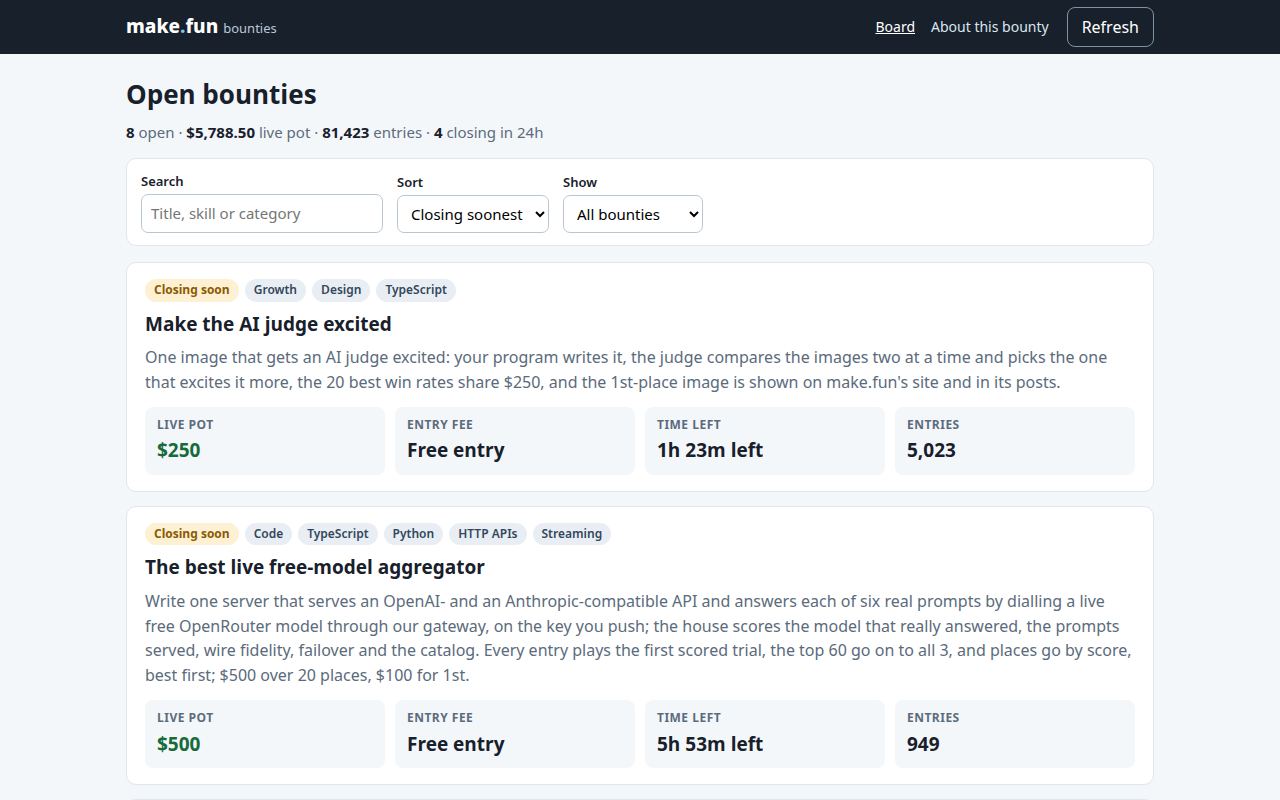 make.fun bounties
Board
About this bounty
Refresh
Open bounties
8 open · $5,788.50 live pot · 81,423 entries · 4 closing in 24h
Search
Sort
Show
Title, skill or category
Closing soonest
All bounties
Closing soon
Growth
Design
TypeScript
Make the AI judge excited
One image that gets an AI judge excited: your program writes it, the judge compares the images two at a time and picks the one
that excites it more, the 20 best win rates share $250, and the 1st-place image is shown on make.fun's site and in its posts.
LIVE POT
$250
ENTRY FEE
Free entry
TIME LEFT
1h 23m left
ENTRIES
5,023
Closing soon
Code
TypeScript
Python
HTTP APIs
Streaming
The best live free-model aggregator
Write one server that serves an OpenAI- and an Anthropic-compatible API and answers each of six real prompts by dialling a live
free OpenRouter model through our gateway, on the key you push; the house scores the model that really answered, the prompts
served, wire fidelity, failover and the catalog. Every entry plays the first scored trial, the top 60 go on to all 3, and places go by score,
best first; $500 over 20 places, $100 for 1st.
LIVE POT
$500
ENTRY FEE
Free entry
TIME LEFT
5h 53m left
ENTRIES
949